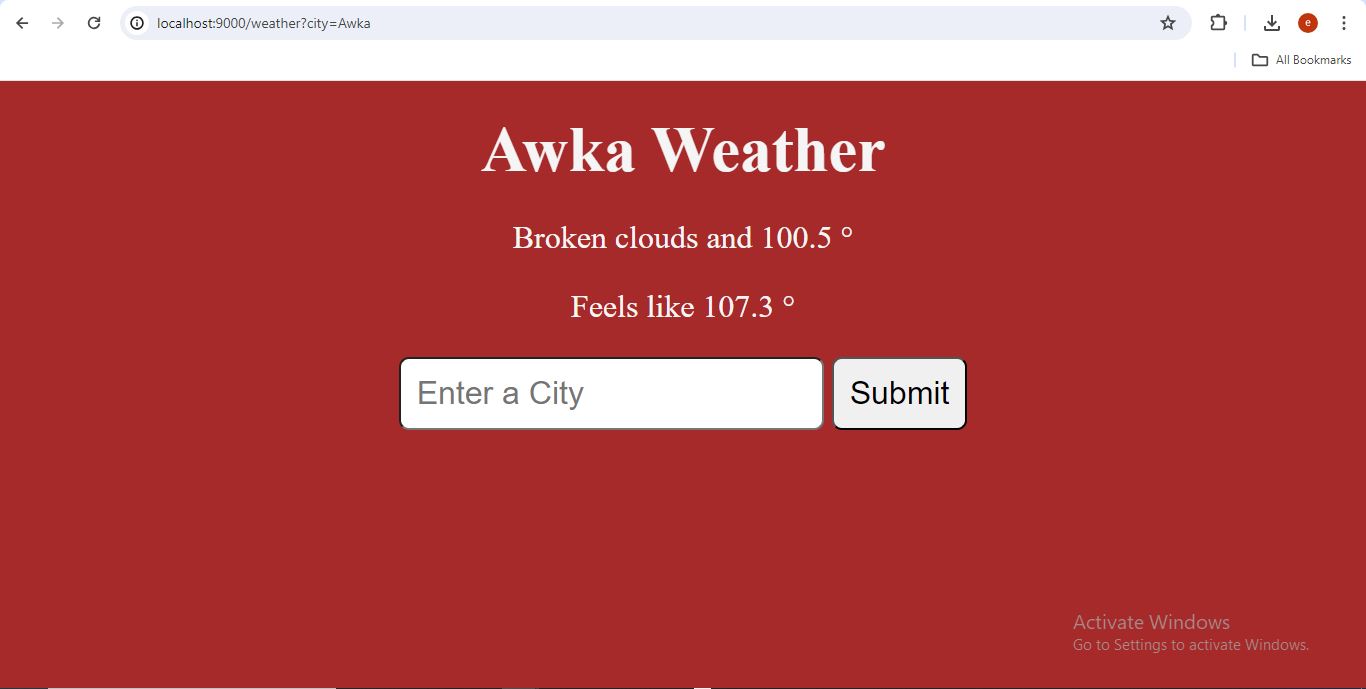 localhost:9000/weather?city=Awka
e
All Bookmarks
Awka Weather
Broken clouds and 100.5 °
Feels like 107.3 °
Enter a City
Submit
Activate Windows
Go to Settings to activate Windows.